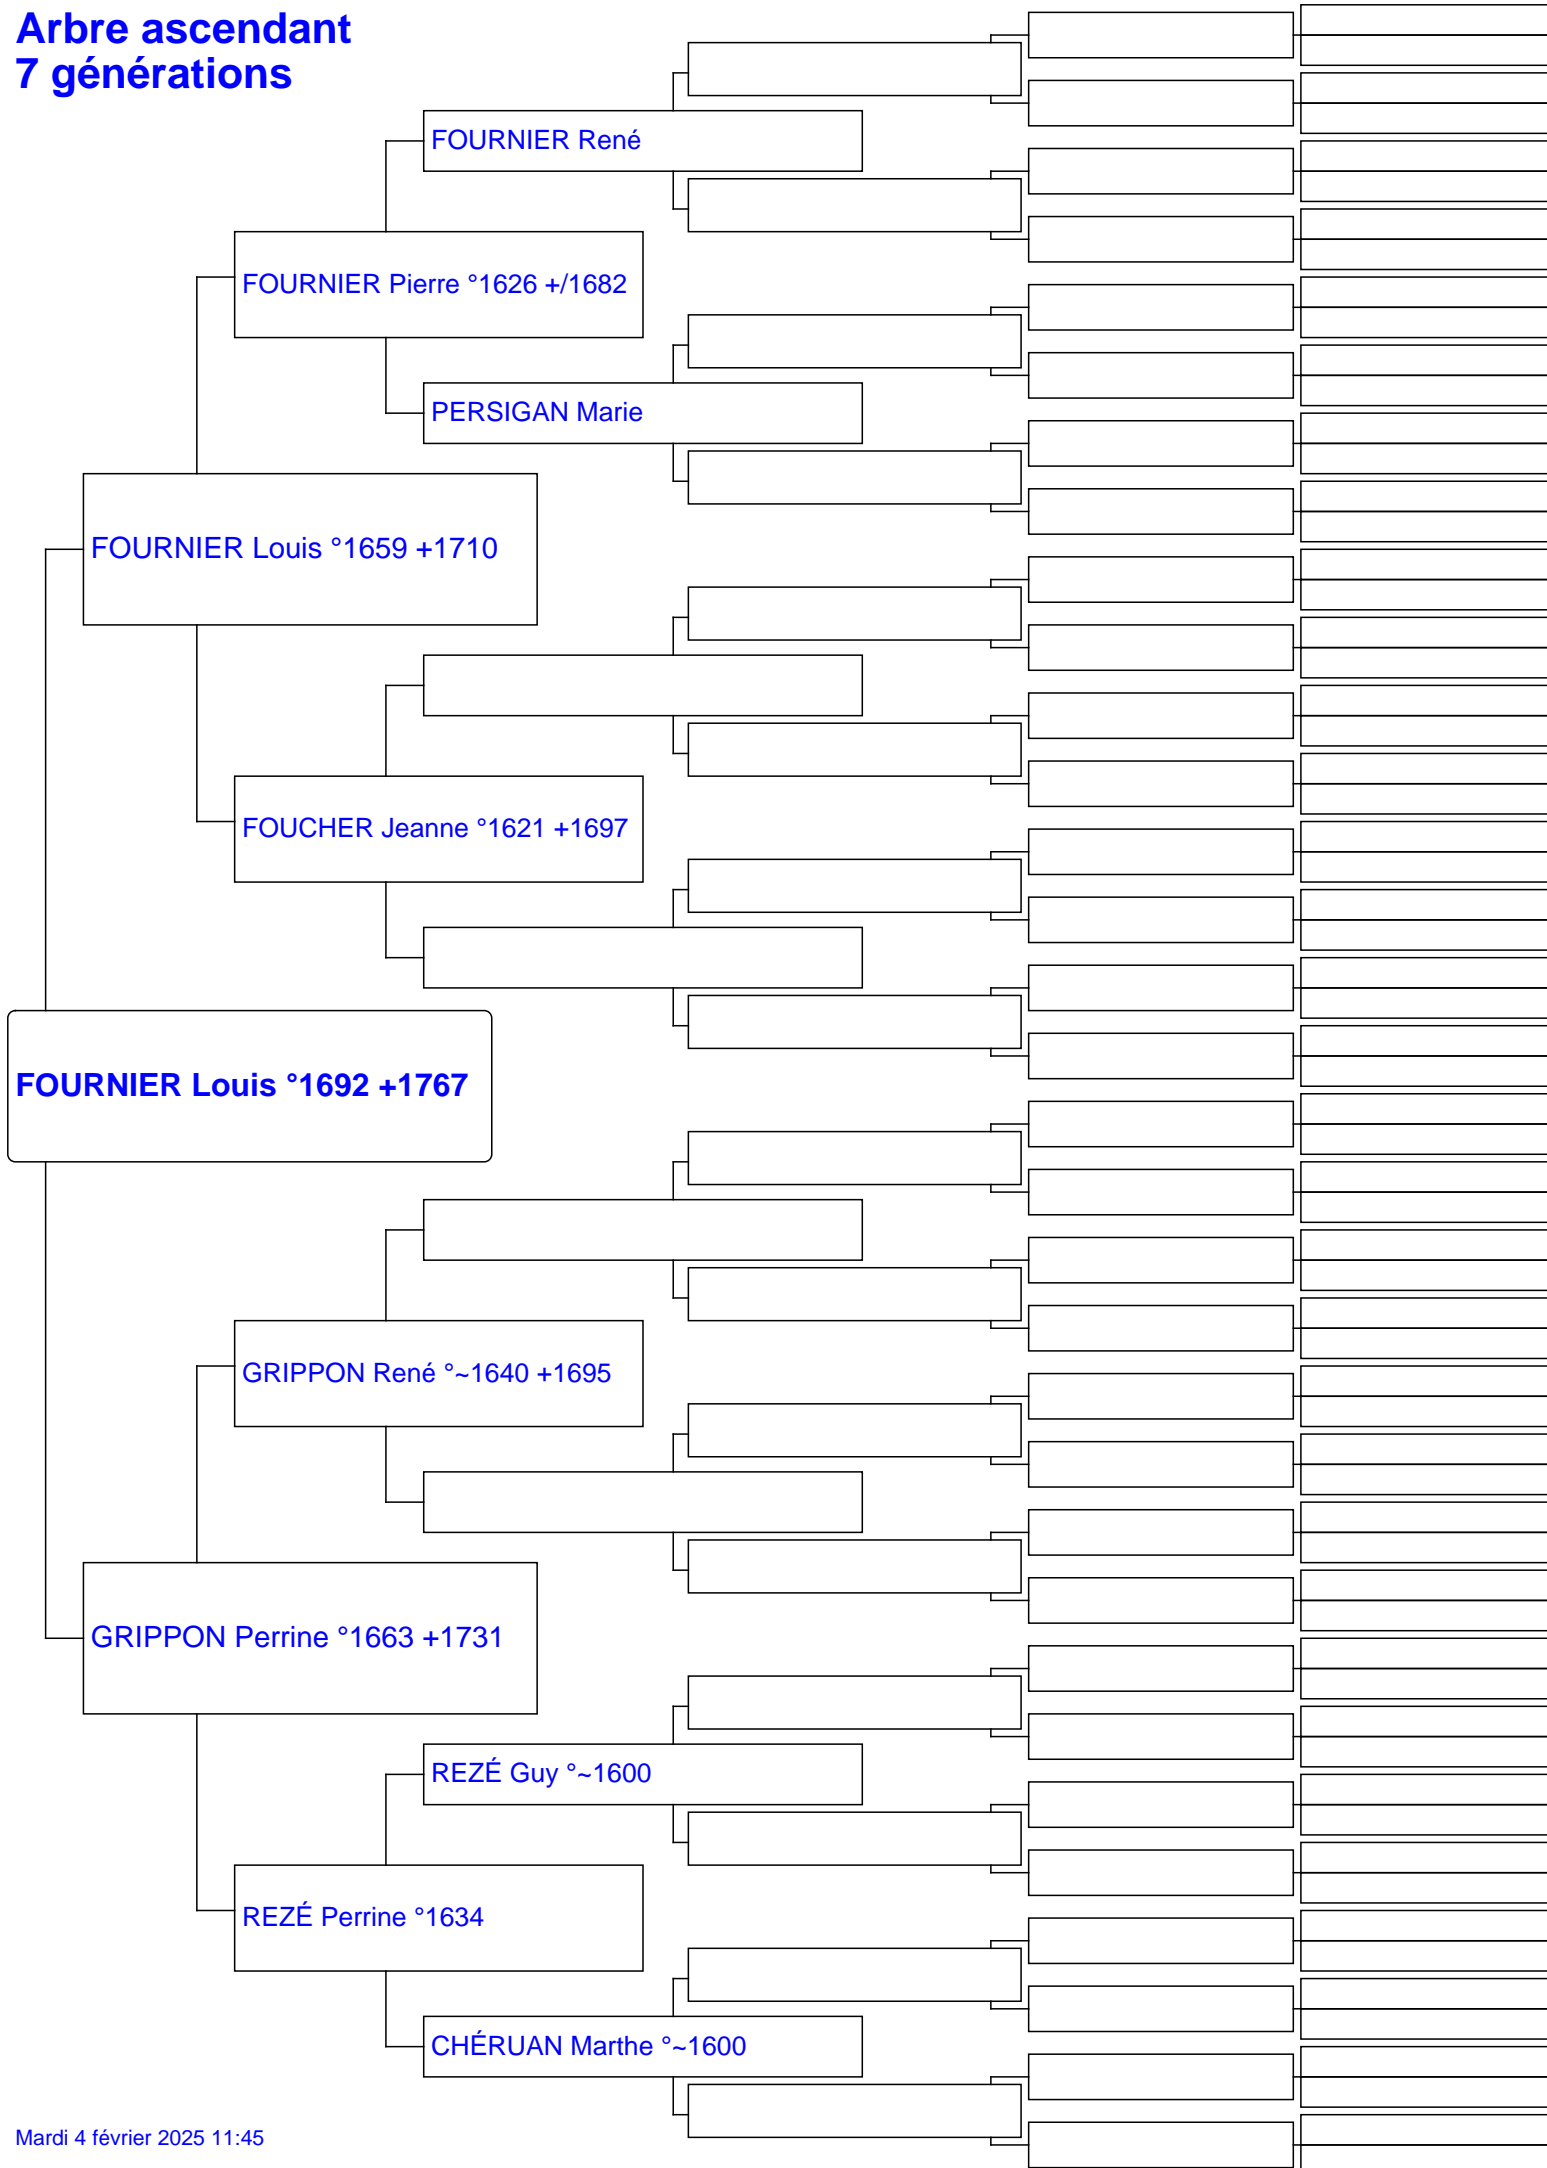 Arbre ascendant
7 générations
FOURNIER René
FOURNIER Pierre °1626 +/1682
PERSIGAN Marie
FOURNIER Louis °1659 +1710
FOUCHER Jeanne °1621 +1697
FOURNIER Louis °1692 +1767
GRIPPON René °~1640 +1695
GRIPPON Perrine °1663 +1731
REZÉ Guy °~1600
REZÉ Perrine °1634
CHÉRUAN Marthe °~1600
Mardi 4 février 2025 11:45